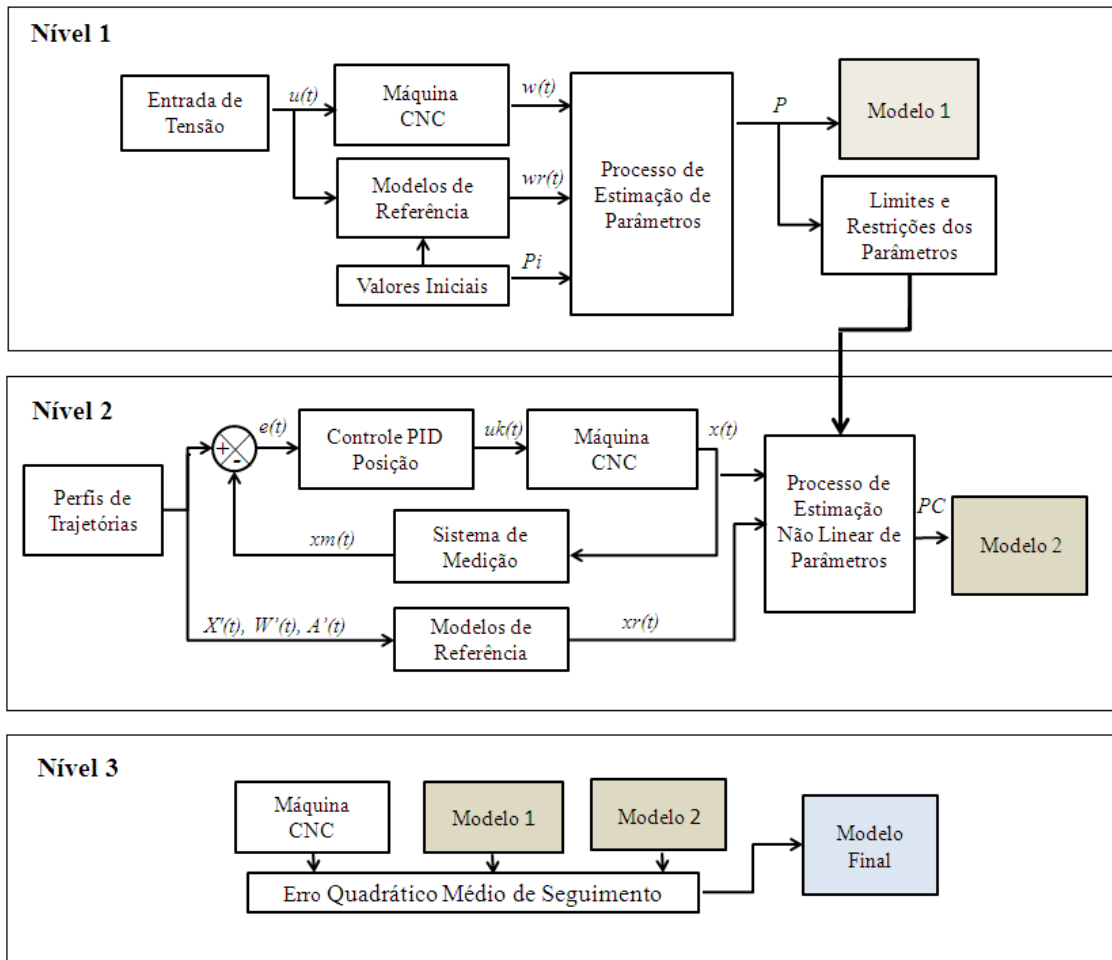 Nível 1
Entrada de
Tensão
u(t)
Máquina
CNC
w(t)
Modelos de
Referência
wr(t)
Valores Iniciais
Pi
Processo de
Estimação de
Parâmetros
P
Modelo 1
Limites e
Restrições dos
Parâmetros
Nível 2
Perfis de
Trajetórias
+
-
e(t)
Controle PID
Posição
uk(t)
Máquina
CNC
x(t)
xm(t)
Sistema de
Medição
X'(t), W'(t), A'(t)
Modelos de
Referência
xr(t)
Processo de
Estimação
Não Linear de
Parâmetros
PC
Modelo 2
Nível 3
Máquina
CNC
Modelo 1
Modelo 2
Erro Quadrático Médio de Seguimento
Modelo
Final